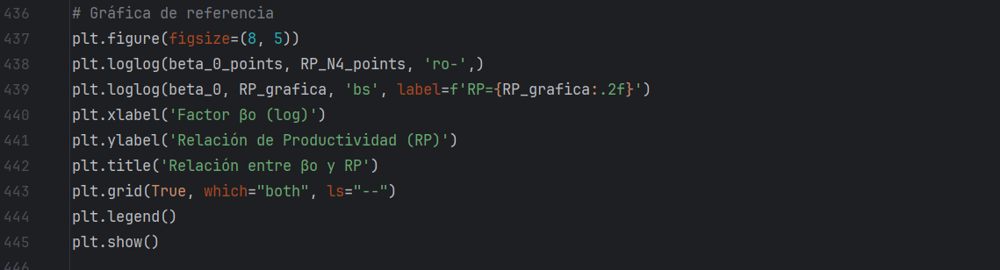 436 # Gráfica de referencia
437 plt.figure(figsize=(8, 5))
438 plt.loglog(beta_0_points, RP_N4_points, 'ro-',)
439 plt.loglog(beta_0, RP_grafica, 'bs', label=f'RP={RP_grafica:.2f}')
440 plt.xlabel('Factor βo (log)')
441 plt.ylabel('Relación de Productividad (RP)')
442 plt.title('Relación entre βo y RP')
443 plt.grid(True, which="both", ls="--")
444 plt.legend()
445 plt.show()
446